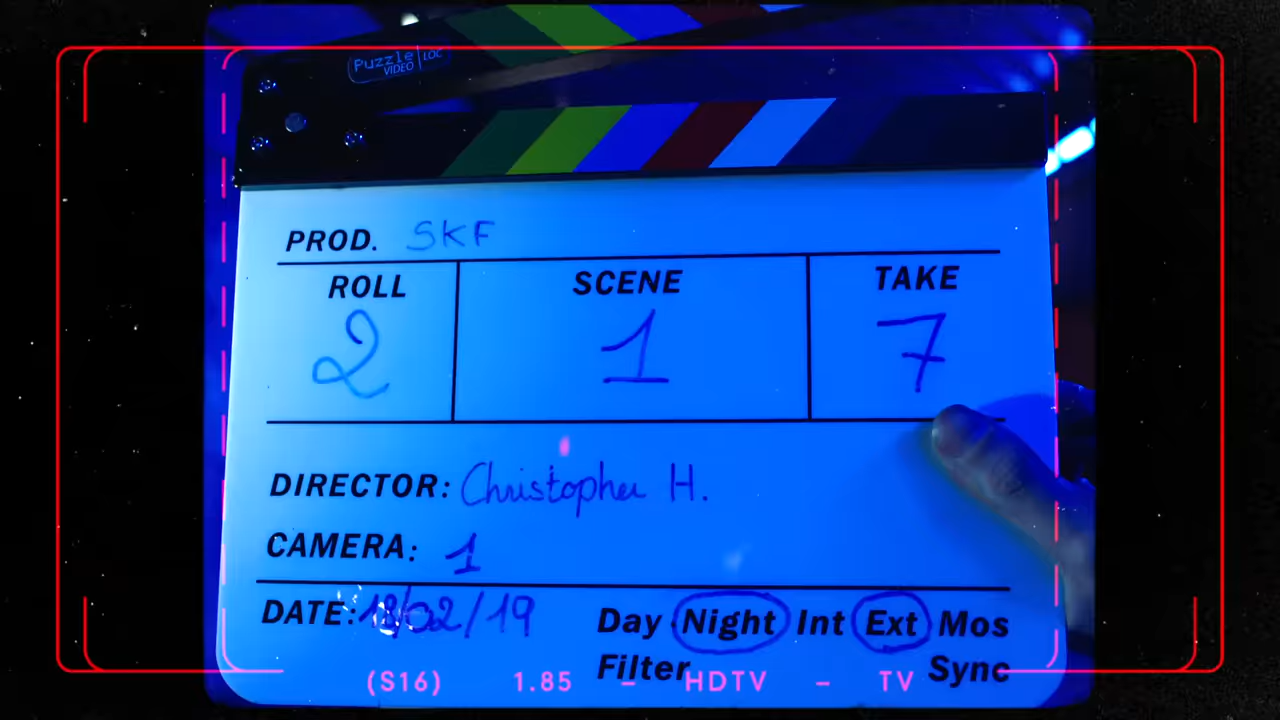 Puzzle VIDEO LOC
PROD. SKF
ROLL SCENE TAKE
2 1 7
DIRECTOR: Christopher H.
CAMERA: 1
DATE: 18/02/19 Day Night Int Ext Mos
Filter Sync
(S16) 1.85 – HDTV – TV